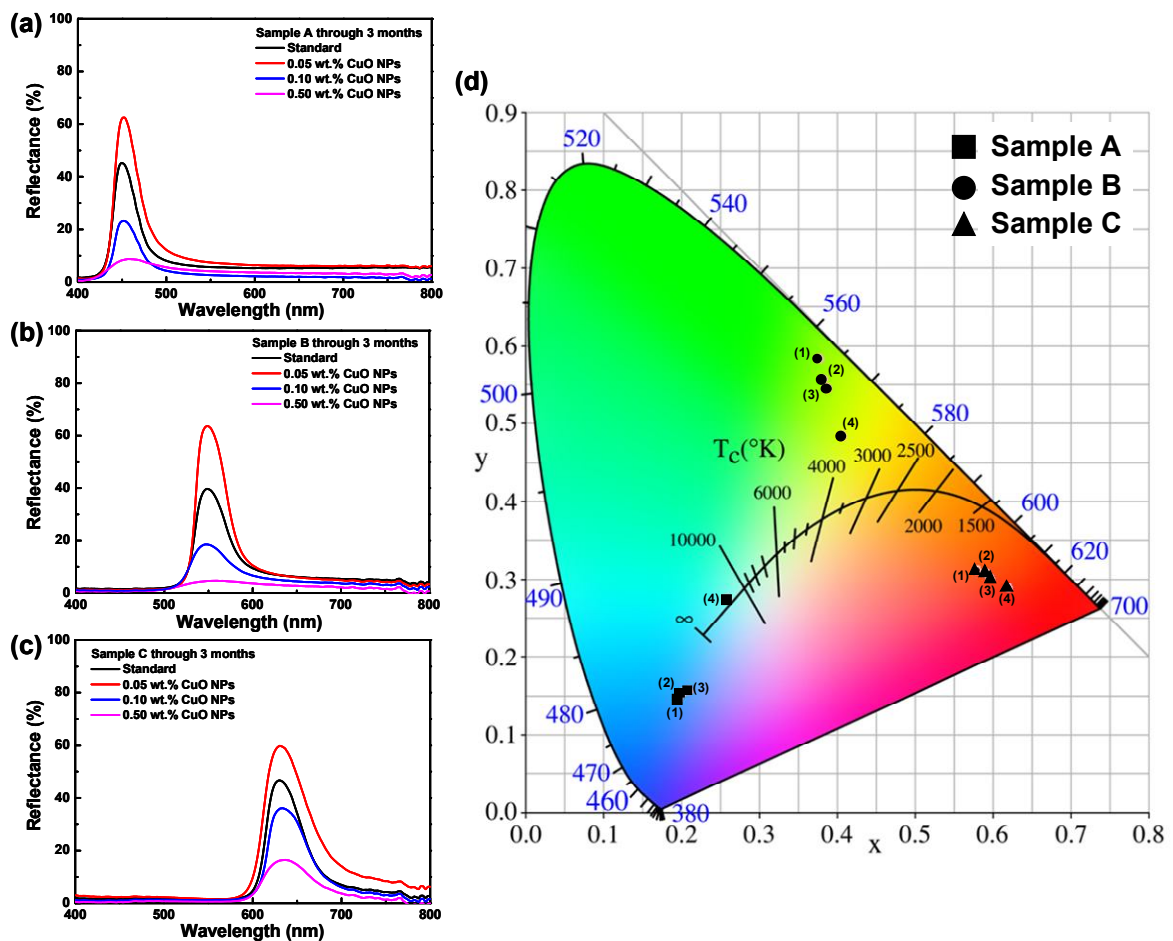 (a)
Sample A through 3 months
Standard
0.05 wt.% CuO NPs
0.10 wt.% CuO NPs
0.50 wt.% CuO NPs
100
80
60
40
20
0
Reflectance (%)
400 500 600 700 800
Wavelength (nm)
(b)
Sample B through 3 months
Standard
0.05 wt.% CuO NPs
0.10 wt.% CuO NPs
0.50 wt.% CuO NPs
100
80
60
40
20
0
Reflectance (%)
400 500 600 700 800
Wavelength (nm)
(c)
Sample C through 3 months
Standard
0.05 wt.% CuO NPs
0.10 wt.% CuO NPs
0.50 wt.% CuO NPs
100
80
60
40
20
0
Reflectance (%)
400 500 600 700 800
Wavelength (nm)
(d)
Sample A
Sample B
Sample C
0.9
0.8
0.7
0.6
0.5
y
0.4
0.3
0.2
0.1
0.0
0.0 0.1 0.2 0.3 0.4 0.5 0.6 0.7 0.8
x
520
540
560
500
580
600
620
490
700
480
470
460
380
Tc(°K)
∞
10000
6000
4000
3000
2500
2000
1500
(1)
(2)
(3)
(4)
(2)
(1)
(3)
(4)
(4)
(2)
(3)
(1)